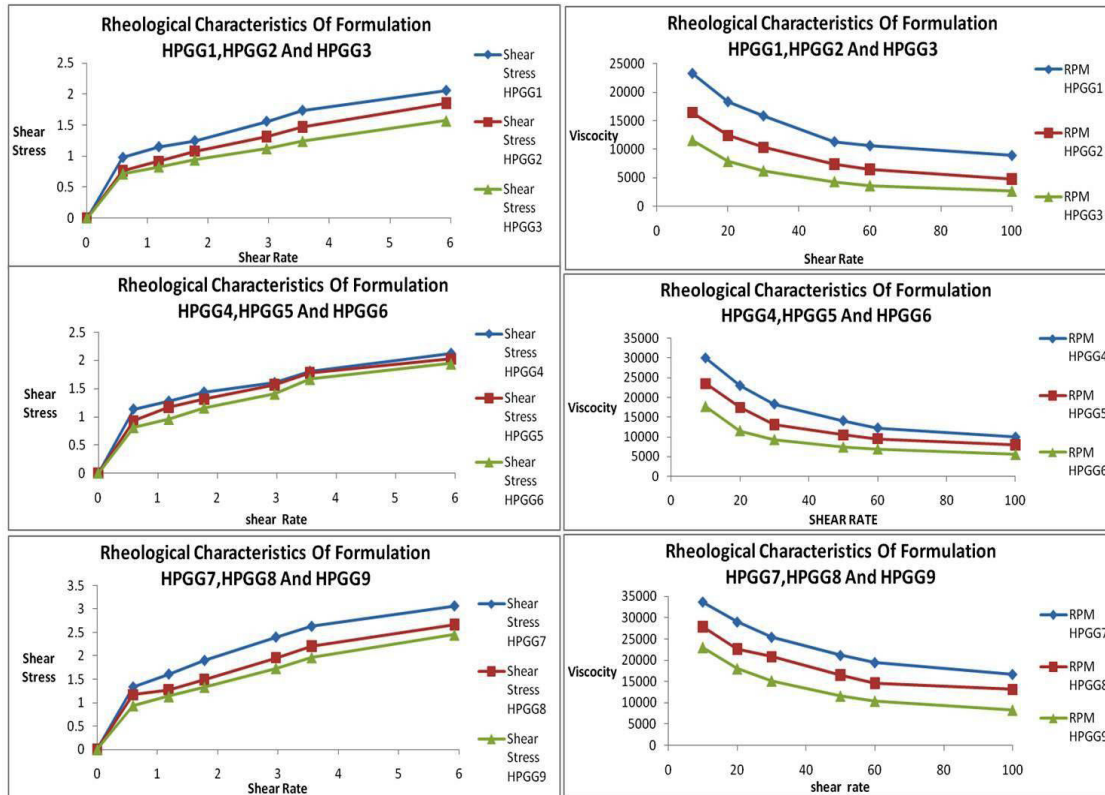 Rheological Characteristics Of Formulation
HPGG1,HPGG2 And HPGG3
2.5
2
1.5
1
0.5
0
Shear
Stress
0 1 2 3 4 5 6
Shear Rate
Shear
Stress
HPGG1
Shear
Stress
HPGG2
Shear
Stress
HPGG3
Rheological Characteristics Of Formulation
HPGG1,HPGG2 And HPGG3
25000
20000
15000
10000
5000
0
Viscocity
0 20 40 60 80 100
Shear Rate
RPM
HPGG1
RPM
HPGG2
RPM
HPGG3
Rheological Characteristics Of Formulation
HPGG4,HPGG5 And HPGG6
2.5
2
1.5
1
0.5
0
Shear
Stress
0 1 2 3 4 5 6
shear Rate
Shear
Stress
HPGG4
Shear
Stress
HPGG5
Shear
Stress
HPGG6
Rheological Characteristics Of Formulation
HPGG4,HPGG5 And HPGG6
35000
30000
25000
20000
15000
10000
5000
0
Viscocity
0 20 40 60 80 100
SHEAR RATE
RPM
HPGG4
RPM
HPGG5
RPM
HPGG6
Rheological Characteristics Of Formulation
HPGG7,HPGG8 And HPGG9
3.5
3
2.5
2
1.5
1
0.5
0
Shear
Stress
0 1 2 3 4 5 6
Shear Rate
Shear
Stress
HPGG7
Shear
Stress
HPGG8
Shear
Stress
HPGG9
Rheological Characteristics Of Formulation
HPGG7,HPGG8 And HPGG9
35000
30000
25000
20000
15000
10000
5000
0
Viscocity
0 20 40 60 80 100
shear rate
RPM
HPGG7
RPM
HPGG8
RPM
HPGG9